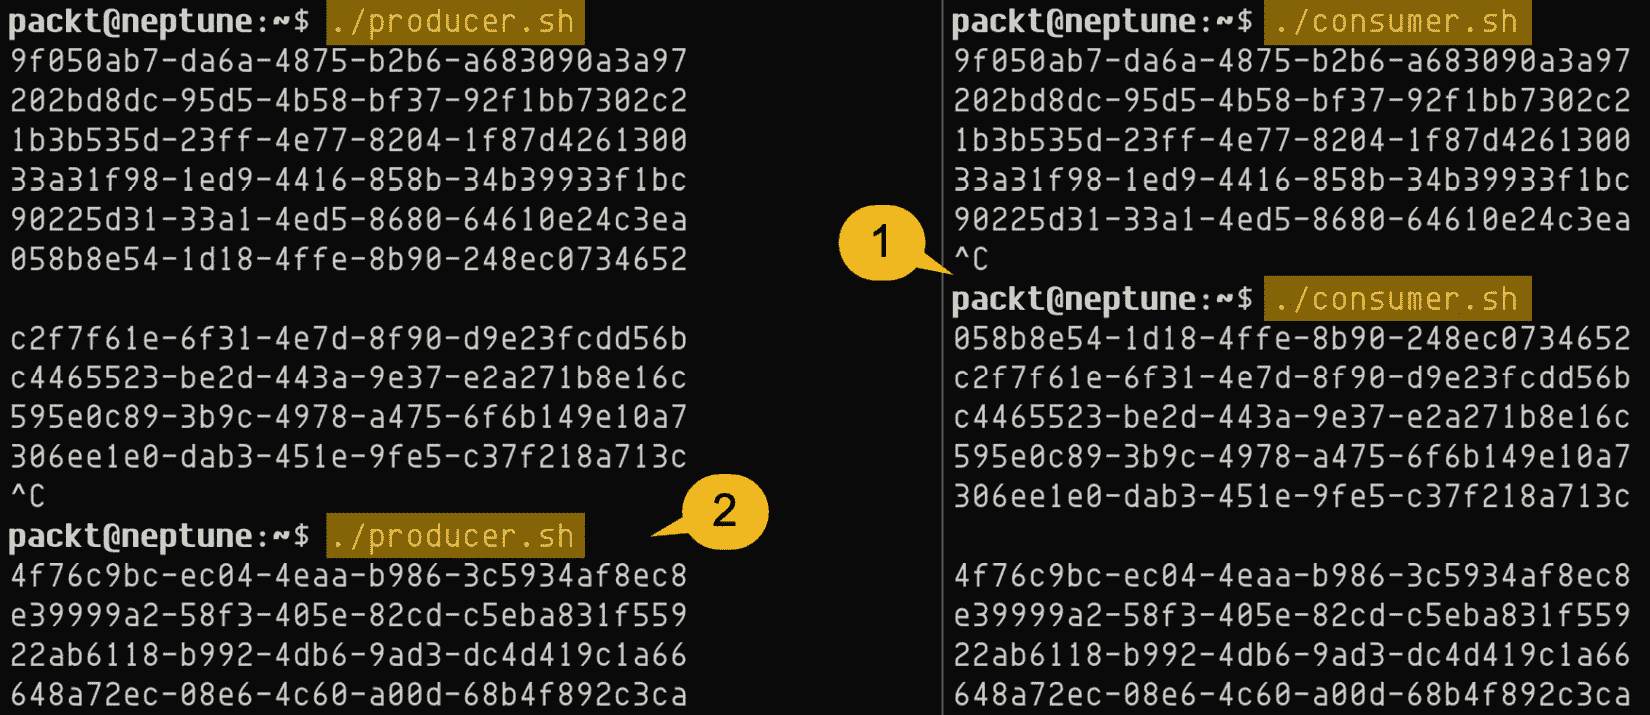 packt@neptune:~$ ./producer.sh
9f050ab7-da6a-4875-b2b6-a683090a3a97
202bd8dc-95d5-4b58-bf37-92f1bb7302c2
1b3b535d-23ff-4e77-8204-1f87d4261300
33a31f98-1ed9-4416-858b-34b39933f1bc
90225d31-33a1-4ed5-8680-64610e24c3ea
058b8e54-1d18-4ffe-8b90-248ec0734652
c2f7f61e-6f31-4e7d-8f90-d9e23fcdd56b
c4465523-be2d-443a-9e37-e2a271b8e16c
595e0c89-3b9c-4978-a475-6f6b149e10a7
306ee1e0-dab3-451e-9fe5-c37f218a713c
^C
2
packt@neptune:~$ ./producer.sh
4f76c9bc-ec04-4eaa-b986-3c5934af8ec8
e39999a2-58f3-405e-82cd-c5eba831f559
22ab6118-b992-4db6-9ad3-dc4d419c1a66
648a72ec-08e6-4c60-a00d-68b4f892c3ca
packt@neptune:~$ ./consumer.sh
9f050ab7-da6a-4875-b2b6-a683090a3a97
202bd8dc-95d5-4b58-bf37-92f1bb7302c2
1b3b535d-23ff-4e77-8204-1f87d4261300
33a31f98-1ed9-4416-858b-34b39933f1bc
90225d31-33a1-4ed5-8680-64610e24c3ea
1
^C
packt@neptune:~$ ./consumer.sh
058b8e54-1d18-4ffe-8b90-248ec0734652
c2f7f61e-6f31-4e7d-8f90-d9e23fcdd56b
c4465523-be2d-443a-9e37-e2a271b8e16c
595e0c89-3b9c-4978-a475-6f6b149e10a7
306ee1e0-dab3-451e-9fe5-c37f218a713c
4f76c9bc-ec04-4eaa-b986-3c5934af8ec8
e39999a2-58f3-405e-82cd-c5eba831f559
22ab6118-b992-4db6-9ad3-dc4d419c1a66
648a72ec-08e6-4c60-a00d-68b4f892c3ca